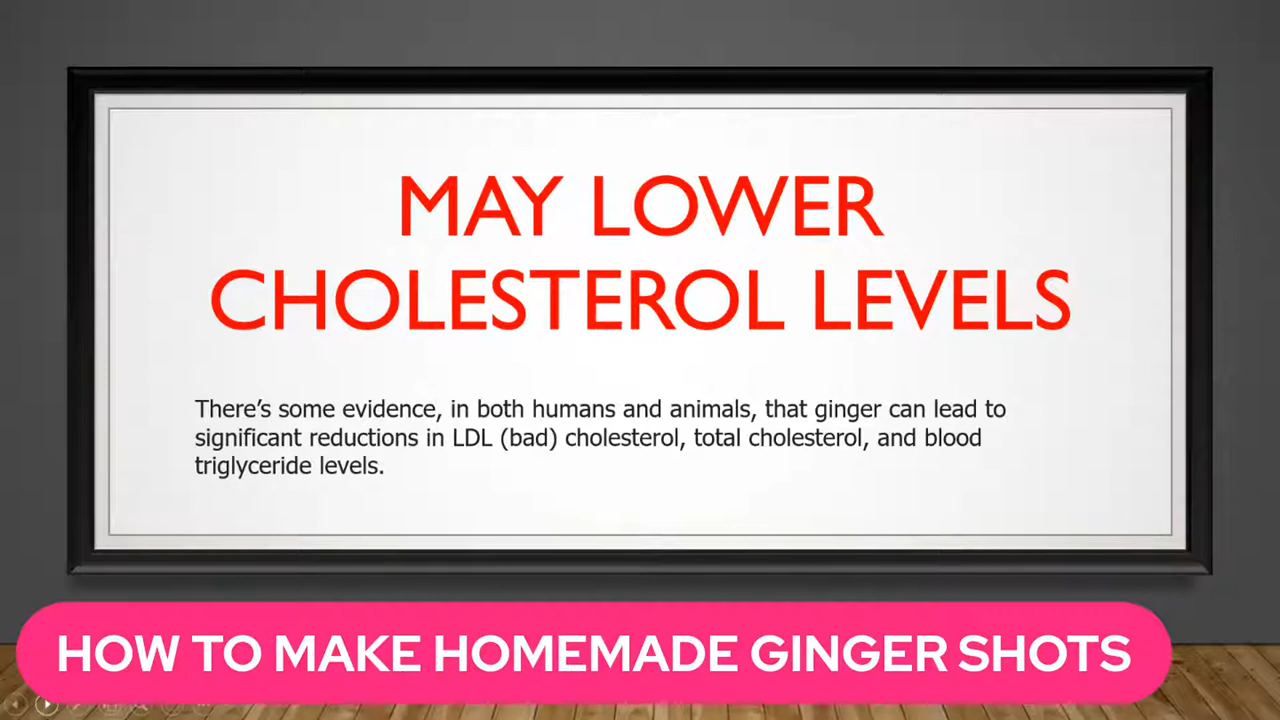 MAY LOWER
CHOLESTEROL LEVELS
There’s some evidence, in both humans and animals, that ginger can lead to
significant reductions in LDL (bad) cholesterol, total cholesterol, and blood
triglyceride levels.
HOW TO MAKE HOMEMADE GINGER SHOTS